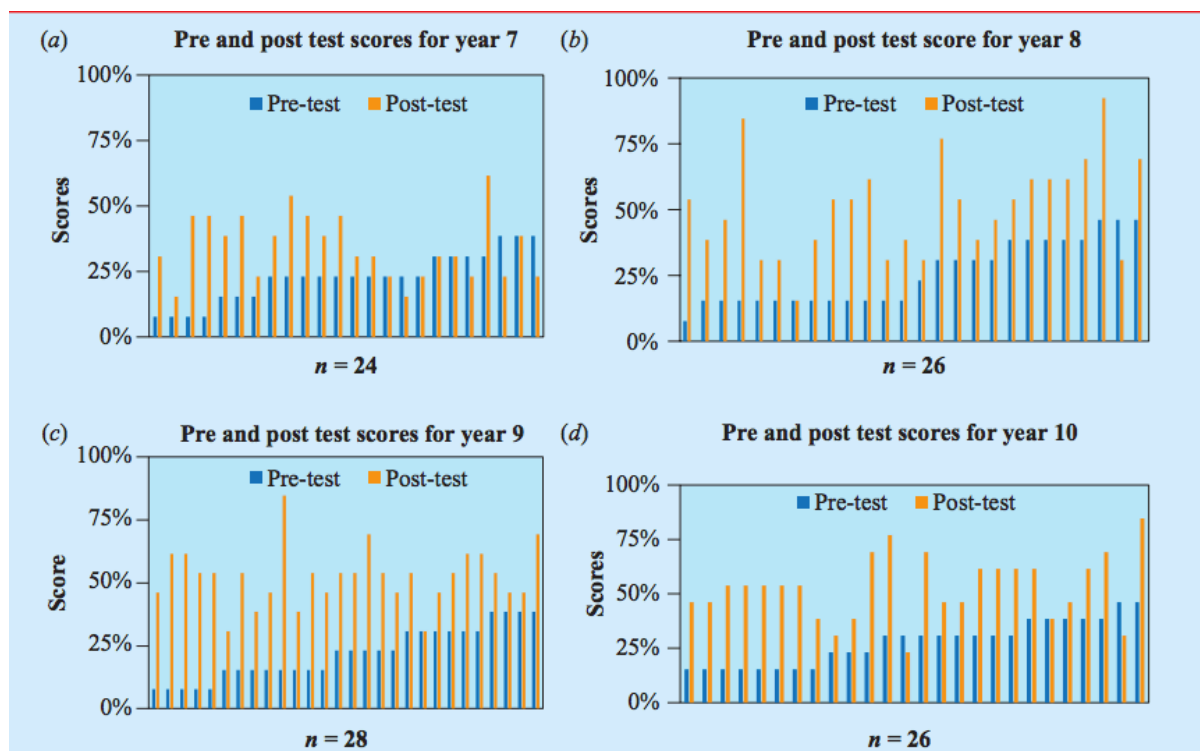 (a) Pre and post test scores for year 7
100%
Pre-test Post-test
75%
50%
25%
0%
Scores
n = 24
(b) Pre and post test score for year 8
100%
Pre-test Post-test
75%
50%
25%
0%
Scores
n = 26
(c) Pre and post test scores for year 9
100%
Pre-test Post-test
75%
50%
25%
0%
Score
n = 28
(d) Pre and post test scores for year 10
100%
Pre-test Post-test
75%
50%
25%
0%
Scores
n = 26